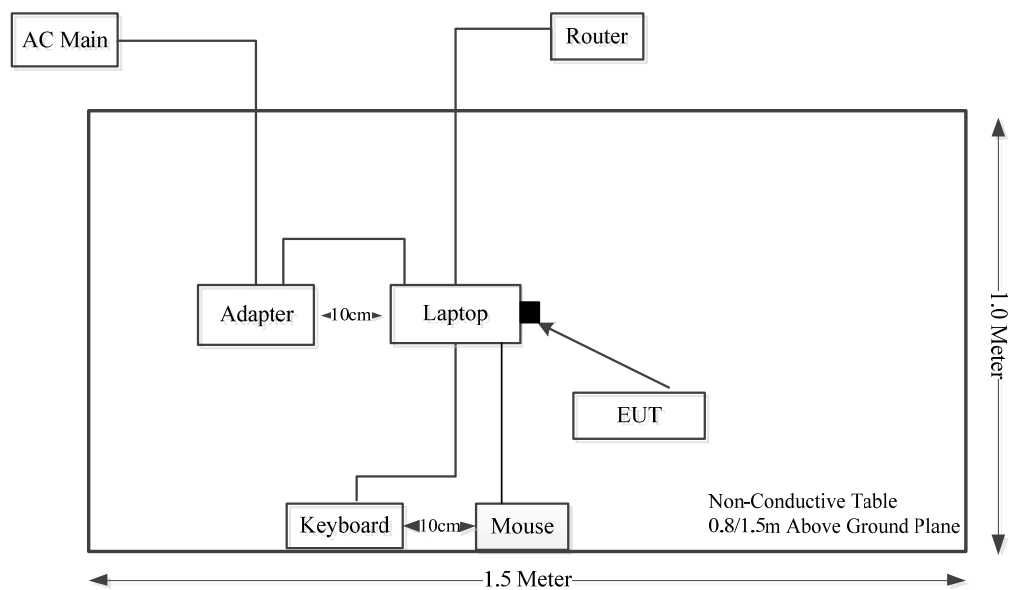 AC Main
Router
Adapter
10cm
Laptop
EUT
1.0 Meter
Non-Conductive Table
0.8/1.5m Above Ground Plane
Keyboard
10cm
Mouse
1.5 Meter